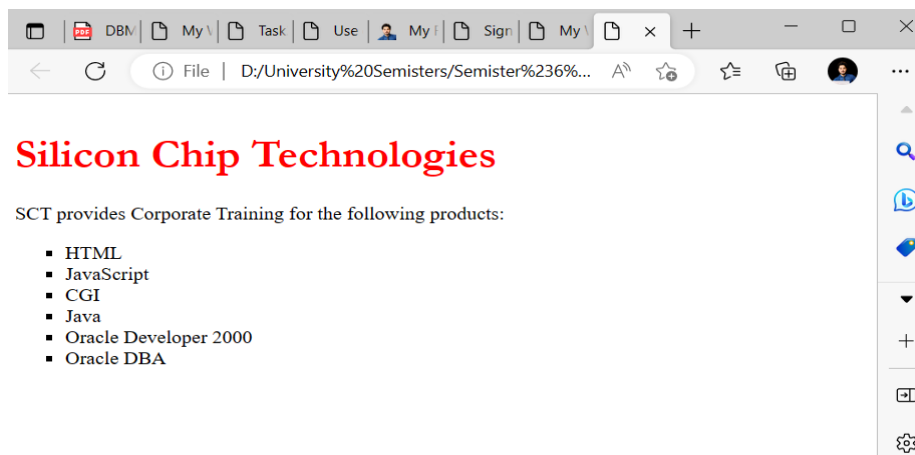 DBM My Task Use My Sign My
File D:/University%20Semisters/Semister%236%...
Silicon Chip Technologies
SCT provides Corporate Training for the following products:
HTML
JavaScript
CGI
Java
Oracle Developer 2000
Oracle DBA